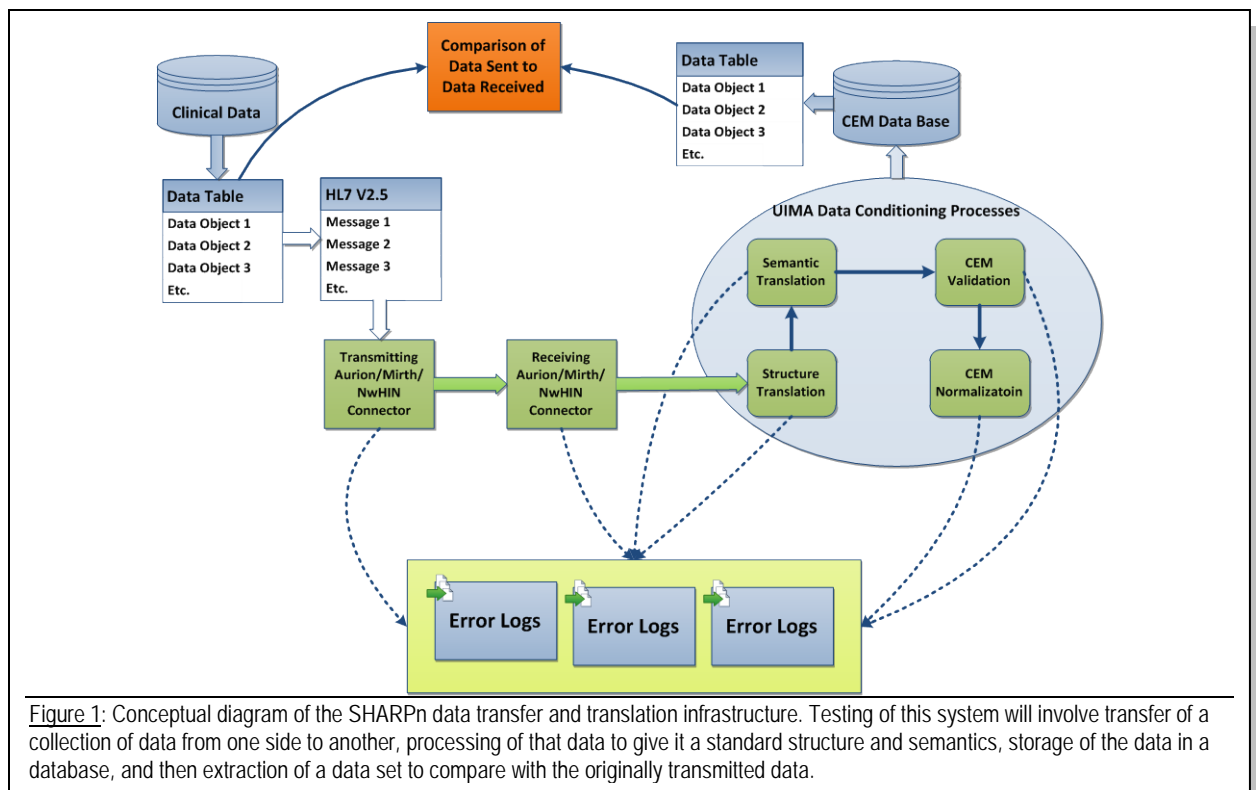 Comparison of
Data Sent to
Data Received
Clinical Data
Data Table
Data Object 1
Data Object 2
Data Object 3
Etc.
CEM Data Base
Data Table
Data Object 1
Data Object 2
Data Object 3
Etc.
HL7 V2.5
Message 1
Message 2
Message 3
Etc.
UIMA Data Conditioning Processes
Semantic
Translation
CEM
Validation
Transmitting
Aurion/Mirth/
NwHIN
Connector
Receiving
Aurion/Mirth/
NwHIN
Connector
Structure
Translation
CEM
Normalizatoin
Error Logs
Error Logs
Error Logs
Figure 1: Conceptual diagram of the SHARPn data transfer and translation infrastructure. Testing of this system will involve transfer of a
collection of data from one side to another, processing of that data to give it a standard structure and semantics, storage of the data in a
database, and then extraction of a data set to compare with the originally transmitted data.